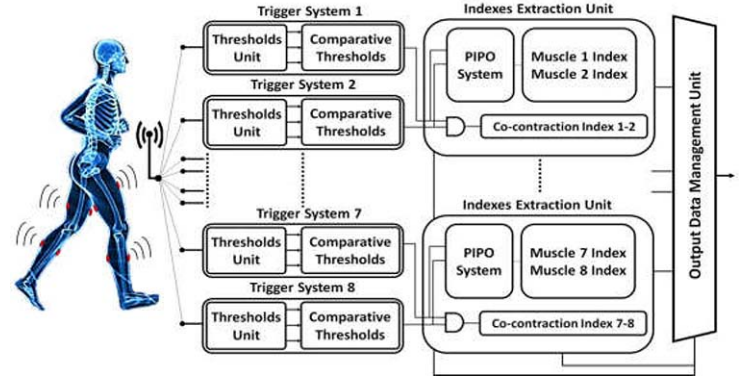 Trigger System 1
Indexes Extraction Unit
Thresholds
Unit
Comparative
Thresholds
PIPO
System
Muscle 1 Index
Muscle 2 Index
Trigger System 2
Thresholds
Unit
Comparative
Thresholds
Co-contraction Index 1-2
Output Data Management Unit
Trigger System 7
Indexes Extraction Unit
Thresholds
Unit
Comparative
Thresholds
PIPO
System
Muscle 7 Index
Muscle 8 Index
Trigger System 8
Thresholds
Unit
Comparative
Thresholds
Co-contraction Index 7-8